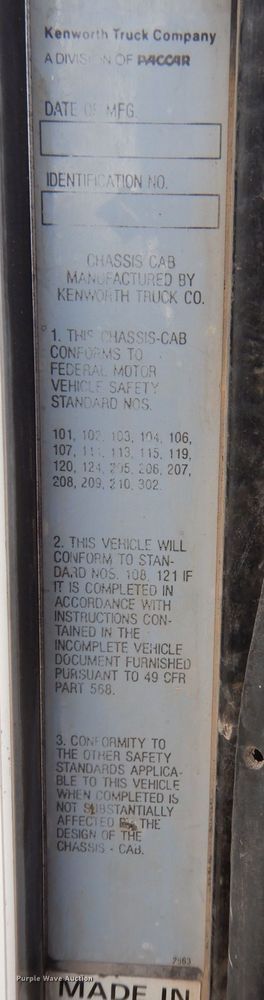 Kenworth Truck Company
A DIVISION OF PACCAR
DATE OF MFG.
IDENTIFICATION NO.
CHASSIS CAB
MANUFACTURED BY
KENWORTH TRUCK CO.
1. THIS CHASSIS-CAB
CONFORMS TO
FEDERAL MOTOR
VEHICLE SAFETY
STANDARD NOS.
101, 102, 103, 104, 106,
107, 111, 113, 115, 119,
120, 124, 205, 206, 207,
208, 209, 210, 302.
2. THIS VEHICLE WILL
CONFORM TO STAN-
DARD NOS. 108, 121 IF
IT IS COMPLETED IN
ACCORDANCE WITH
INSTRUCTIONS CON-
TAINED IN THE
INCOMPLETE VEHICLE
DOCUMENT FURNISHED
PURSUANT TO 49 CFR
PART 568.
3. CONFORMITY TO
THE OTHER SAFETY
STANDARDS APPLICA-
BLE TO THIS VEHICLE
WHEN COMPLETED IS
NOT SUBSTANTIALLY
AFFECTED BY THE
DESIGN OF THE
CHASSIS - CAB.
MADE IN
Purple Wave Auction